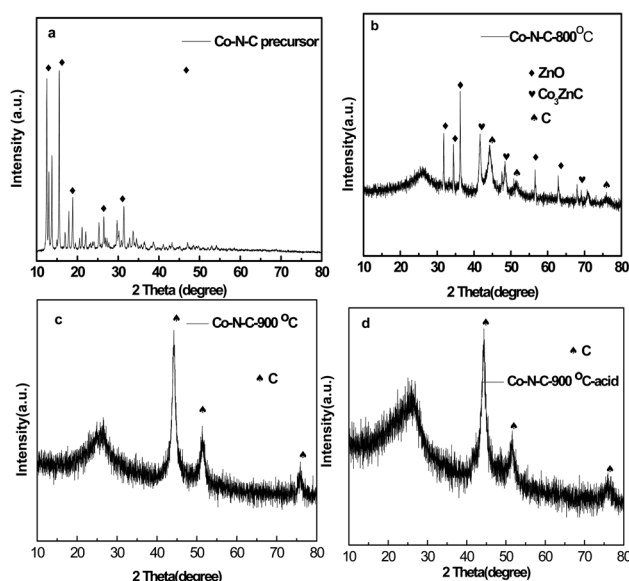 a
Co-N-C precursor
Intensity (a.u.)
10 20 30 40 50 60 70 80
2 Theta (degree)
b
Co-N-C-800°C
ZnO
Co3ZnC
C
Intensity (a.u.)
10 20 30 40 50 60 70 80
2 Theta(degree)
c
Co-N-C-900 °C
C
Intensity(a.u.)
10 20 30 40 50 60 70 80
2 Theta(degree)
d
C
Co-N-C-900 °C-acid
Intensity(a.u.)
10 20 30 40 50 60 70 80
2 Theta(degree)